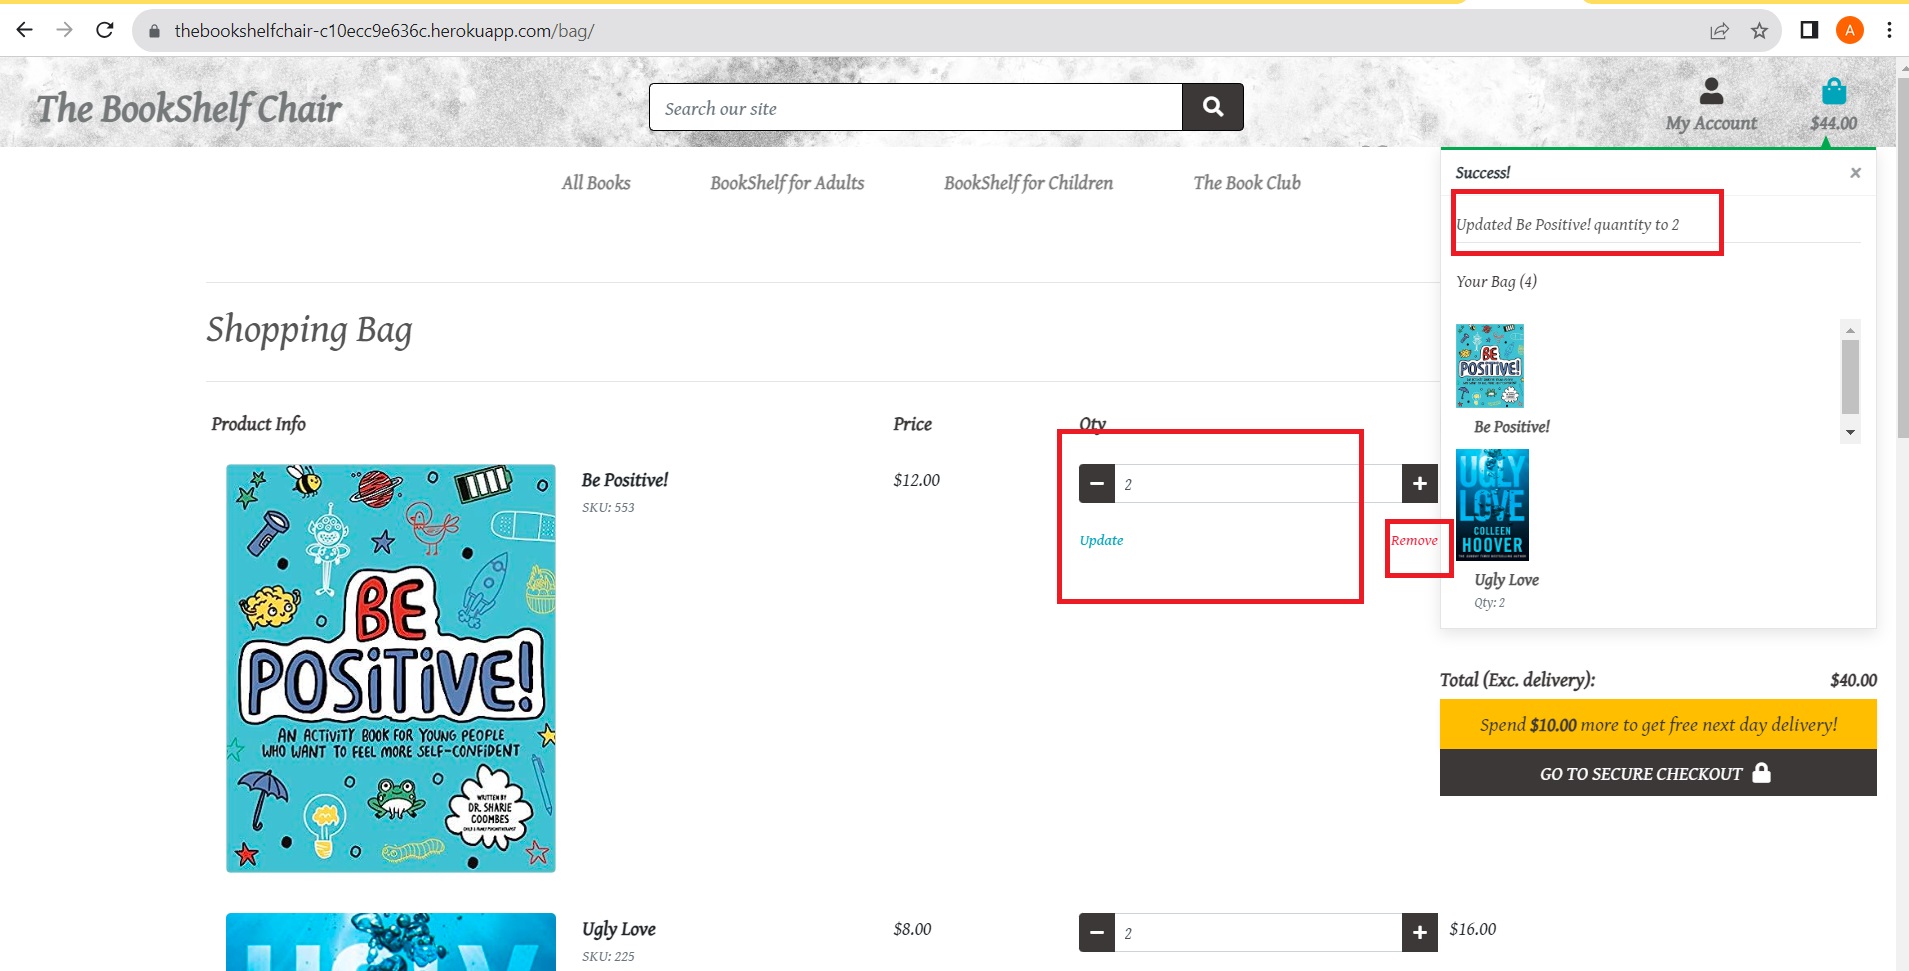 thebookshelfchair-c10ecc9e636c.herokuapp.com/bag/
A
The BookShelf Chair
Search our site
My Account
$44.00
All Books
BookShelf for Adults
BookShelf for Children
The Book Club
Success!
×
Updated Be Positive! quantity to 2
Your Bag (4)
BE
POSITIVE!
Be Positive!
UGLY
LOVE
COLLEEN
HOOVER
Ugly Love
Qty: 2
Total (Exc. delivery):
$40.00
Spend $10.00 more to get free next day delivery!
GO TO SECURE CHECKOUT
Shopping Bag
Product Info
Price
Qty
BE
POSITIVE!
AN ACTIVITY BOOK FOR YOUNG PEOPLE
WHO WANT TO FEEL MORE SELF-CONFIDENT
WRITTEN BY
DR. SHARIE
COOMBES
CHILD & FAMILY PSYCHOTHERAPIST
Be Positive!
SKU: 553
$12.00
2
Update
Remove
UGLY
Ugly Love
SKU: 225
$8.00
2
$16.00